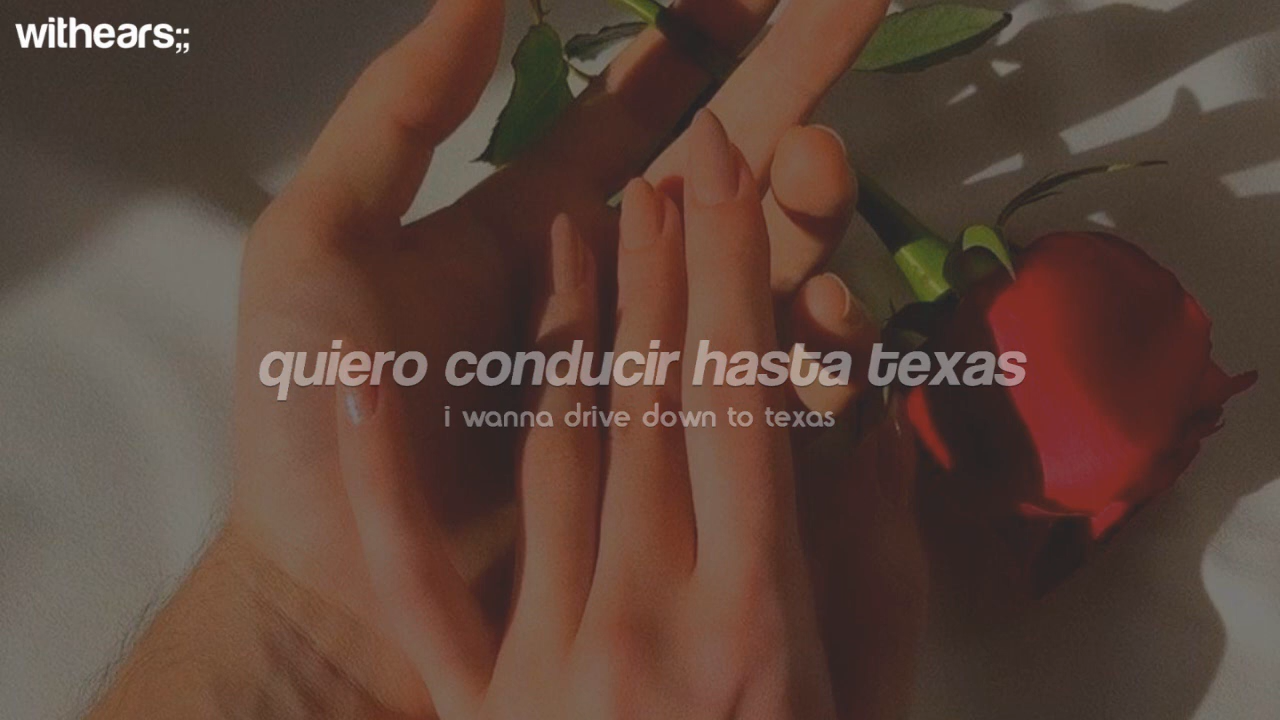 withears;;
quiero conducir hasta texas
i wanna drive down to texas